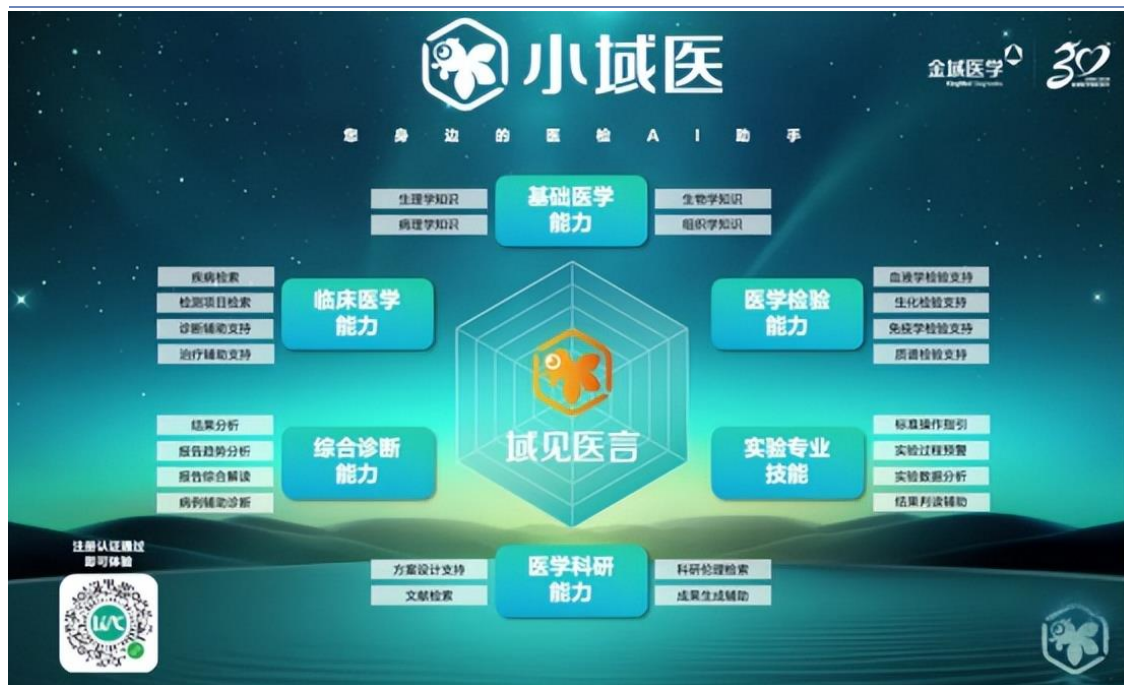 小域医
金域医学
KingMed Diagnostics
30
您身边的医检AI助手
生理学知识
病理学知识
基础医学
能力
生物学知识
组织学知识
疾病检索
检测项目检索
诊断辅助支持
治疗辅助支持
临床医学
能力
医学检验
能力
血液学检验支持
生化检验支持
免疫学检验支持
质谱检验支持
域见医言
结果分析
报告趋势分析
报告综合解读
病例辅助诊断
综合诊断
能力
实验专业
技能
标准操作指引
实验过程预警
实验数据分析
结果判读辅助
方案设计支持
文献检索
医学科研
能力
科研伦理检索
成果生成辅助
注册认证通过
即可体验